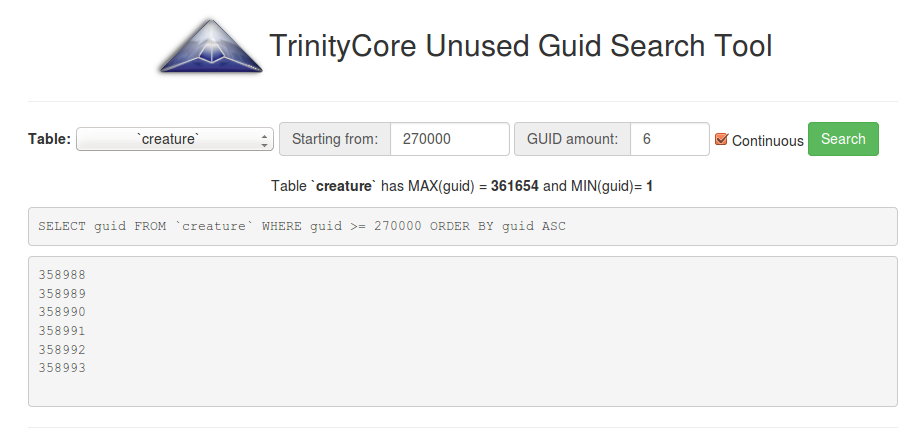 TrinityCore Unused Guid Search Tool
Table: `creature` Starting from: 270000 GUID amount: 6 Continuous Search
Table `creature` has MAX(guid) = 361654 and MIN(guid)= 1
SELECT guid FROM `creature` WHERE guid >= 270000 ORDER BY guid ASC
358988
358989
358990
358991
358992
358993